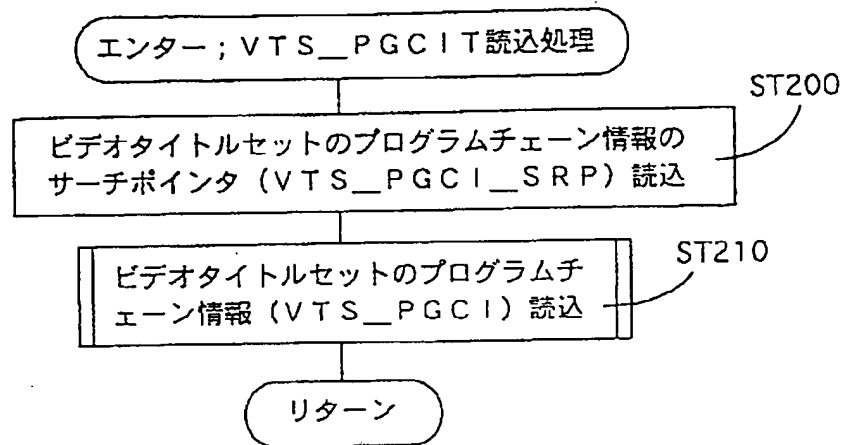 エンター；ＶＴＳ＿ＰＧＣＩＴ読込処理
ST200
ビデオタイトルセットのプログラムチェーン情報の
サーチポインタ（ＶＴＳ＿ＰＧＣＩ＿ＳＲＰ）読込
ST210
ビデオタイトルセットのプログラムチ
ェーン情報（ＶＴＳ＿ＰＧＣＩ）読込
リターン